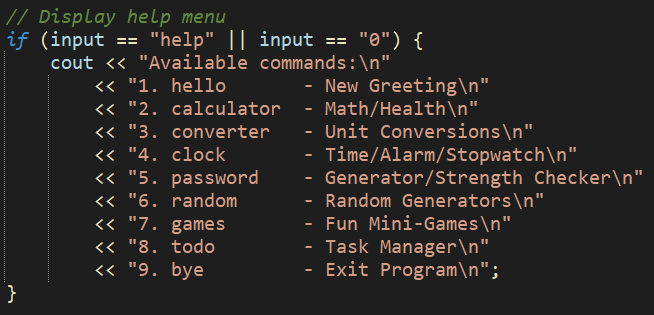 // Display help menu
if (input == "help" || input == "0") {
    cout << "Available commands:\n"
        << "1. hello       - New Greeting\n"
        << "2. calculator  - Math/Health\n"
        << "3. converter   - Unit Conversions\n"
        << "4. clock       - Time/Alarm/Stopwatch\n"
        << "5. password    - Generator/Strength Checker\n"
        << "6. random      - Random Generators\n"
        << "7. games       - Fun Mini-Games\n"
        << "8. todo        - Task Manager\n"
        << "9. bye         - Exit Program\n";
}